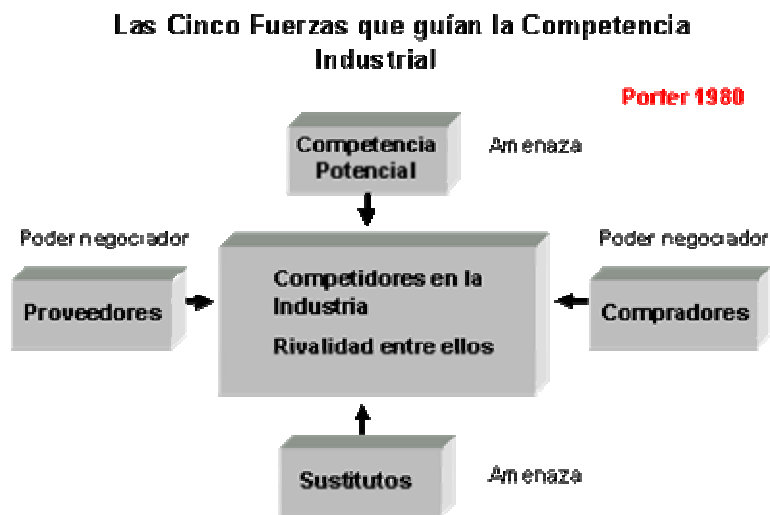 Las Cinco Fuerzas que guían la Competencia
Industrial
Porter 1980
Competencia
Potencial
Amenaza
Poder negociador
Poder negociador
Proveedores
Competidores en la
Industria
Rivalidad entre ellos
Compradores
Sustitutos
Amenaza